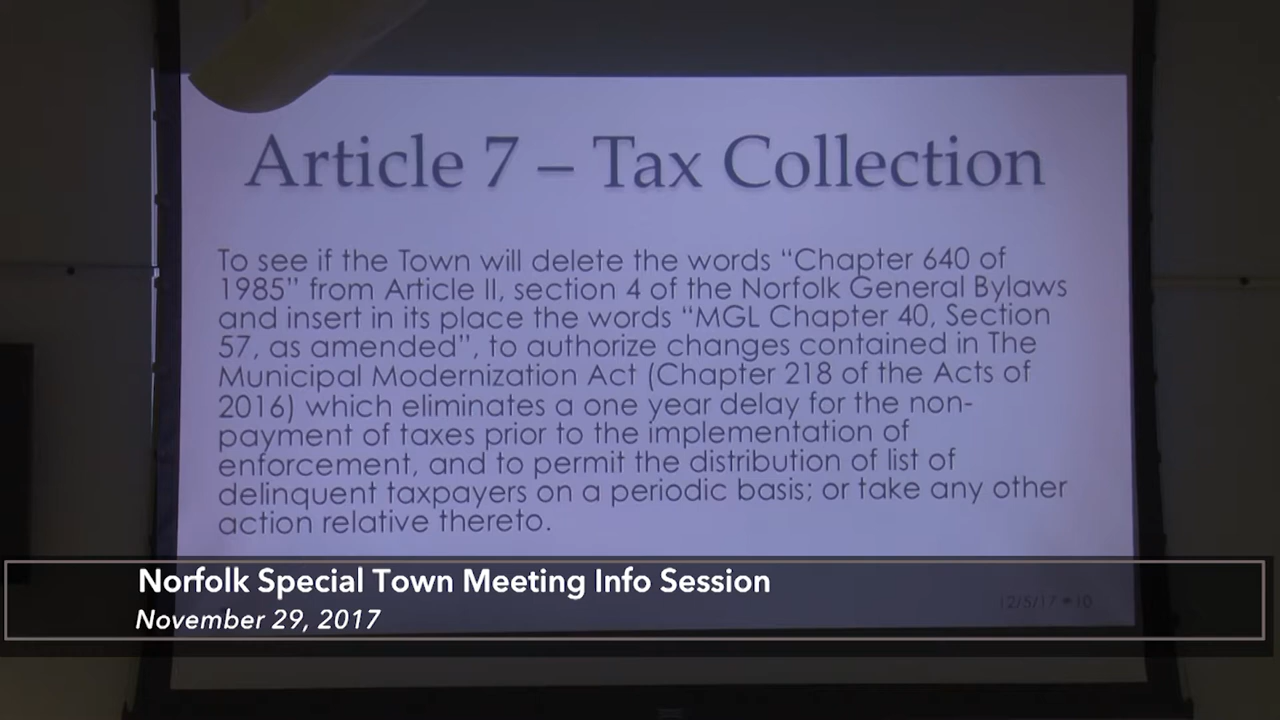 Article 7 – Tax Collection
To see if the Town will delete the words “Chapter 640 of
1985” from Article II, section 4 of the Norfolk General Bylaws
and insert in its place the words “MGL Chapter 40, Section
57, as amended”, to authorize changes contained in The
Municipal Modernization Act (Chapter 218 of the Acts of
2016) which eliminates a one year delay for the non-
payment of taxes prior to the implementation of
enforcement, and to permit the distribution of list of
delinquent taxpayers on a periodic basis; or take any other
action relative thereto.
Norfolk Special Town Meeting Info Session
November 29, 2017
12/5/17 • 10